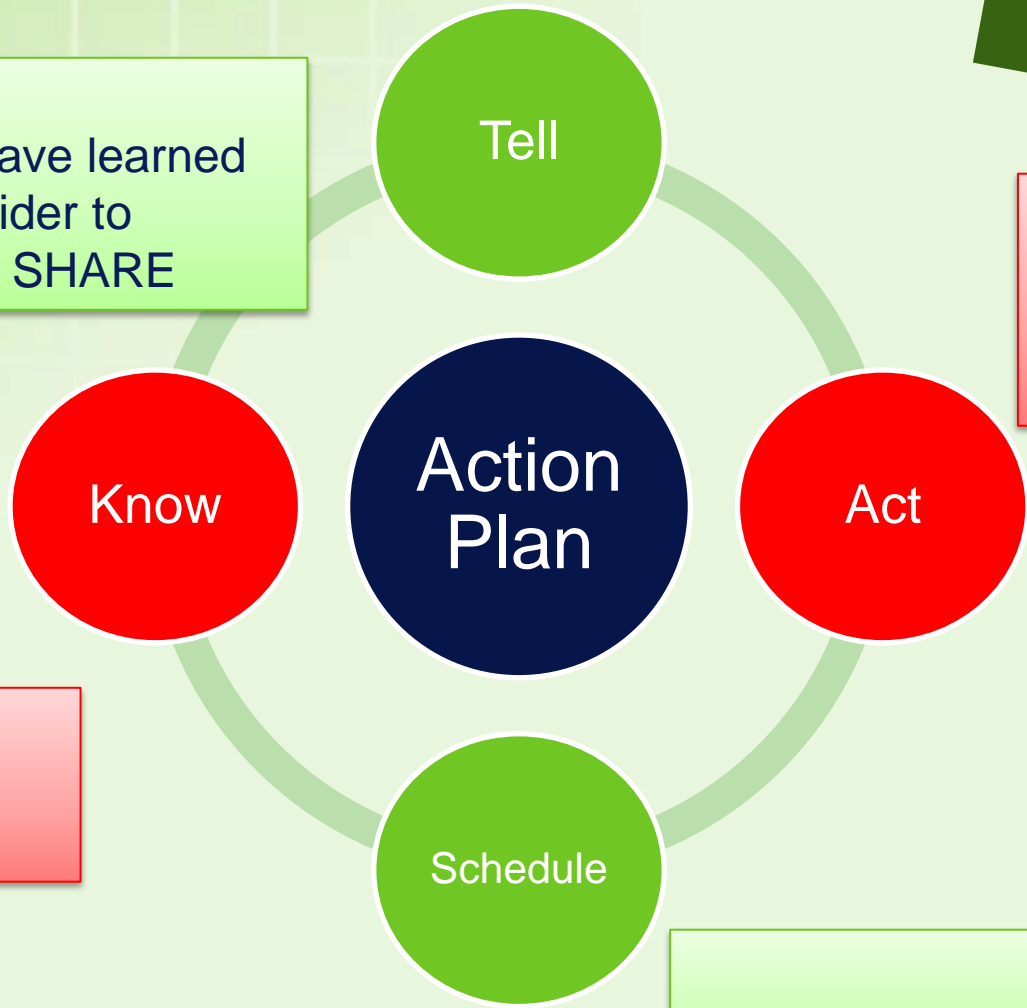 Tell
ave learned
ider to
SHARE
Know
Action
Plan
Act
Schedule